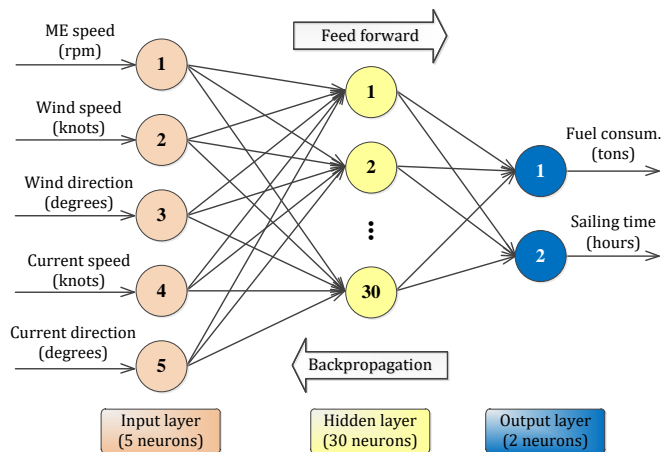 ME speed
(rpm)
Wind speed
(knots)
Wind direction
(degrees)
Current speed
(knots)
Current direction
(degrees)
1
2
3
4
5
Feed forward
1
2
30
Backpropagation
1
2
Fuel consum.
(tons)
Sailing time
(hours)
Input layer
(5 neurons)
Hidden layer
(30 neurons)
Output layer
(2 neurons)